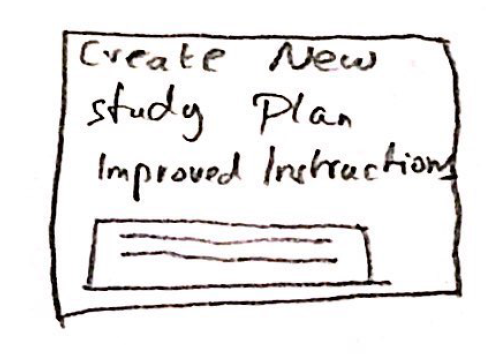 Create New
study Plan
Improved Instructions